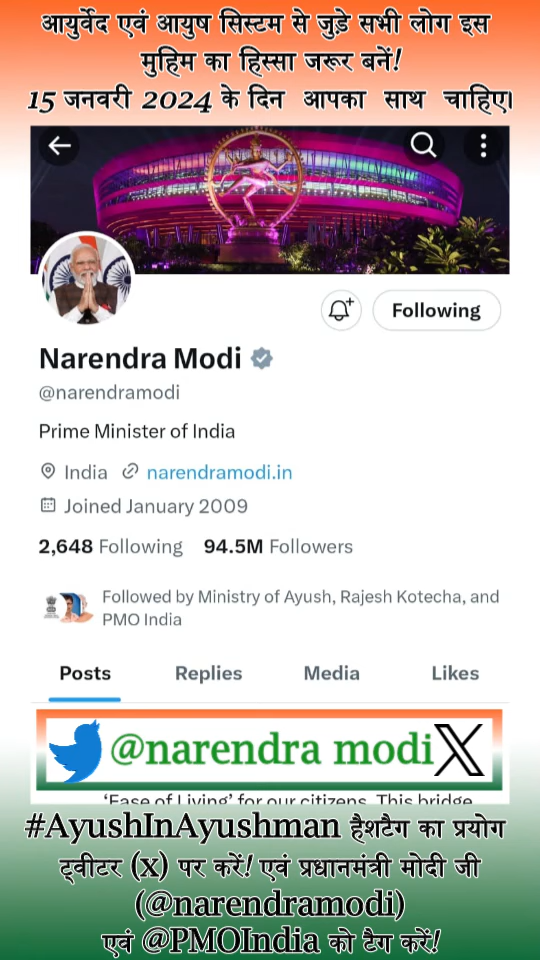 आयुर्वेद एवं आयुष सिस्टम से जुड़े सभी लोग इस
मुहिम का हिस्सा जरूर बनें!
15 जनवरी 2024 के दिन आपका साथ चाहिए।
Following
Narendra Modi
@narendramodi
Prime Minister of India
India narendramodi.in
Joined January 2009
2,648 Following 94.5M Followers
Followed by Ministry of Ayush, Rajesh Kotecha, and
PMO India
Posts Replies Media Likes
@narendra modi X
'Ease of Living' for our citizens. This bridge
#AyushInAyushman हैशटैग का प्रयोग
ट्वीटर (x) पर करें! एवं प्रधानमंत्री मोदी जी
(@narendramodi)
एवं @PMOIndia को टैग करें!